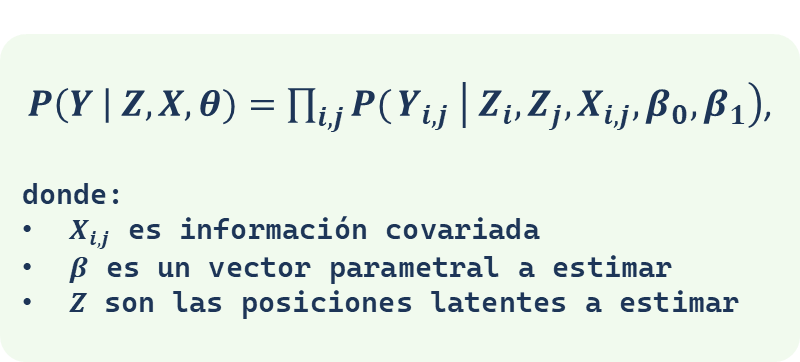 P(Y | Z, X, θ) = ∏_{i,j} P(Y_{i,j} | Z_i, Z_j, X_{i,j}, β_0, β_1),
donde:
• X_{i,j} es información covariada
• β es un vector parametral a estimar
• Z son las posiciones latentes a estimar